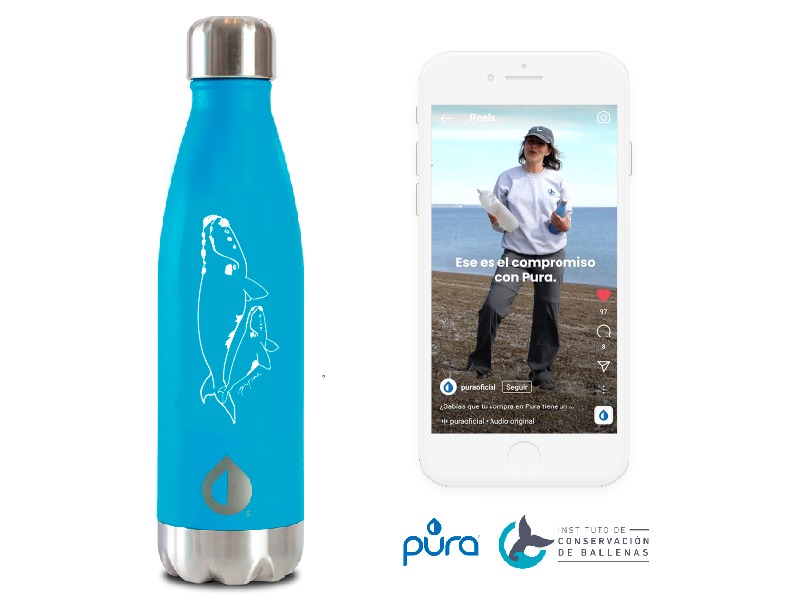 Reels
Ese es el compromiso
con Pura.
97
8
puraoficial
Seguir
¿Sabías que tu compra en Pura tiene un ...
puraoficial • Audio original
pura
INSTITUTO DE
CONSERVACIÓN
DE BALLENAS